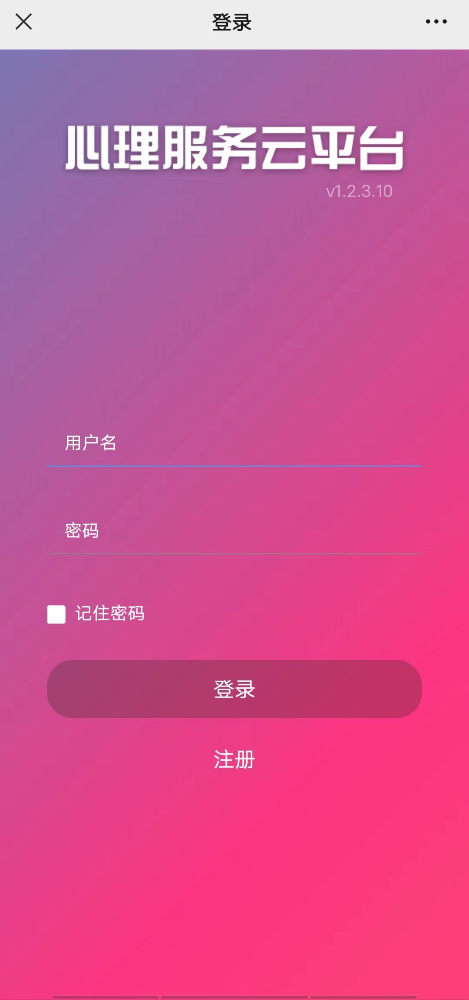 登录
心理服务云平台
v1.2.3.10
用户名
密码
记住密码
登录
注册